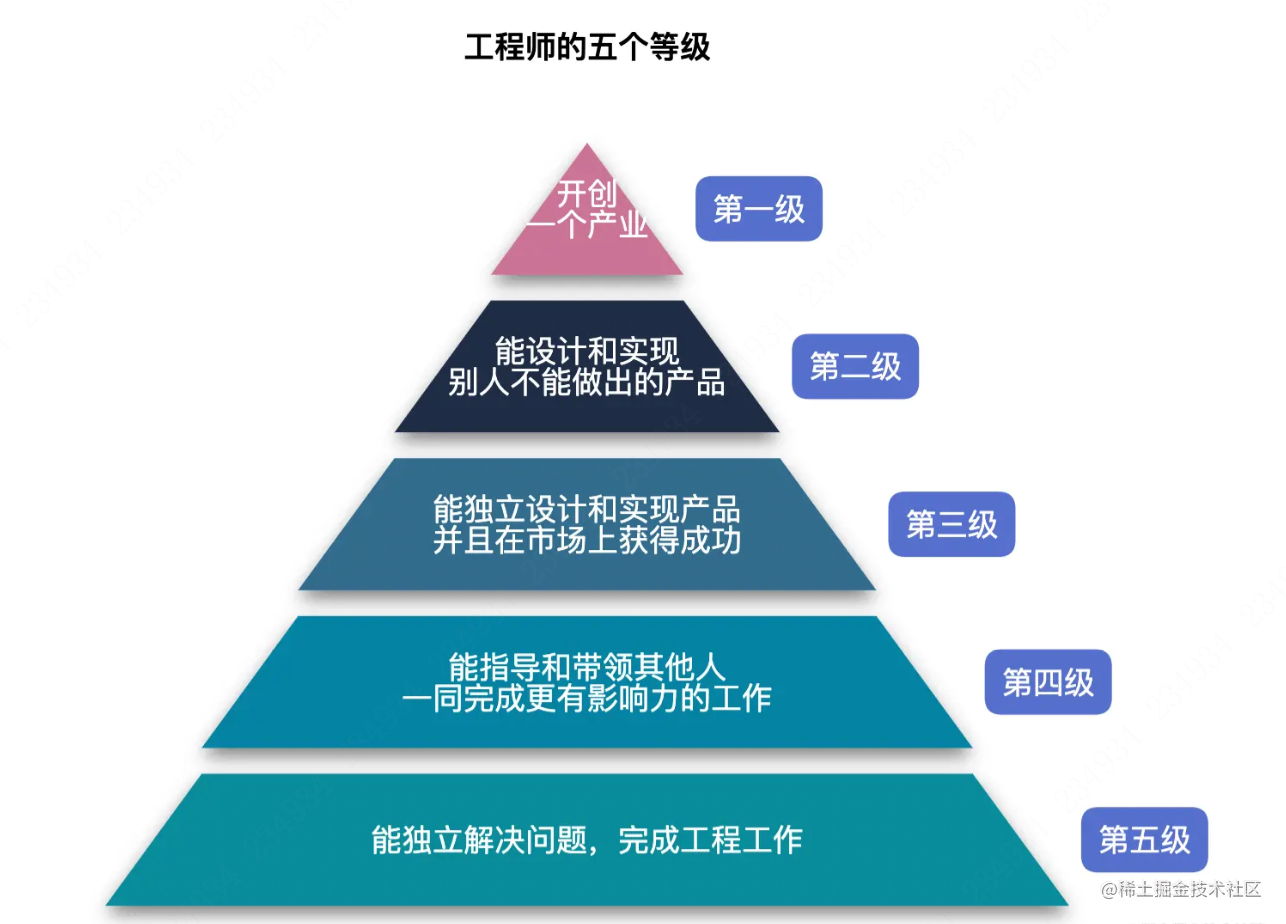 工程师的五个等级
开创
一个产业
第一级
能设计和实现
别人不能做出的产品
第二级
能独立设计和实现产品
并且在市场上获得成功
第三级
能指导和带领其他人
一同完成更有影响力的工作
第四级
能独立解决问题，完成工程工作
第五级
@稀土掘金技术社区
234934